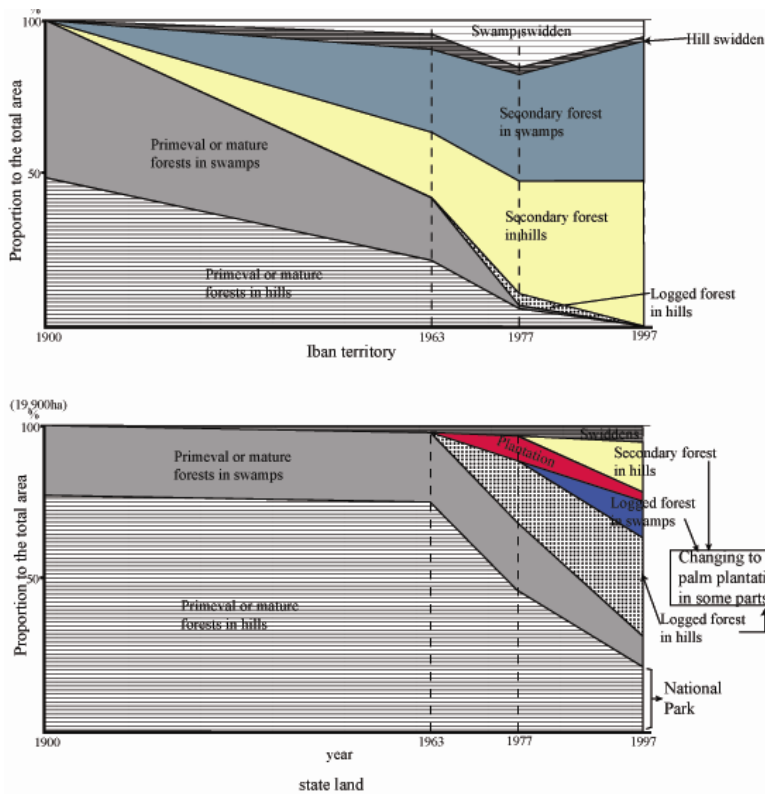 100
Swamp swidden
Hill swidden
Secondary forest
in swamps
Primeval or mature
forests in swamps
Proportion to the total area
50
Secondary forest
in hills
Primeval or mature
forests in hills
Logged forest
in hills
1900
1963
1977
1997
Iban territory
(19,900ha)
%
100
Swiddens
Plantation
Secondary forest
in hills
Primeval or mature
forests in swamps
Logged forest
in swamps
Proportion to the total area
50
Changing to
palm plantati
in some parts
Primeval or mature
forests in hills
Logged forest
in hills
National
Park
1900
1963
1977
1997
year
state land